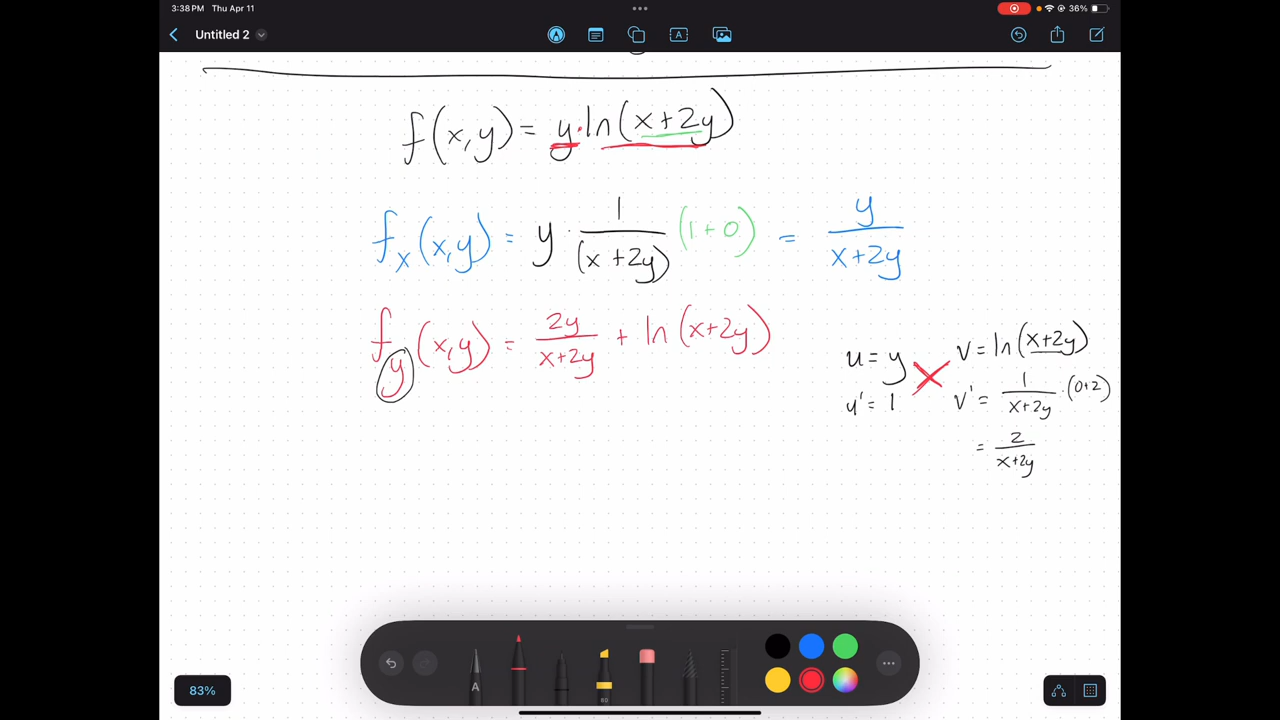 3:38 PM Thu Apr 11
36%
Untitled 2
f(x,y) = y·ln(x+2y)
f_x(x,y) = y · 1/(x+2y) (1+0) = y/(x+2y)
f_y(x,y) = 2y/(x+2y) + ln(x+2y)
u = y
v = ln(x+2y)
u' = 1
v' = 1/(x+2y) · (0+2)
= 2/(x+2y)
A
80
83%